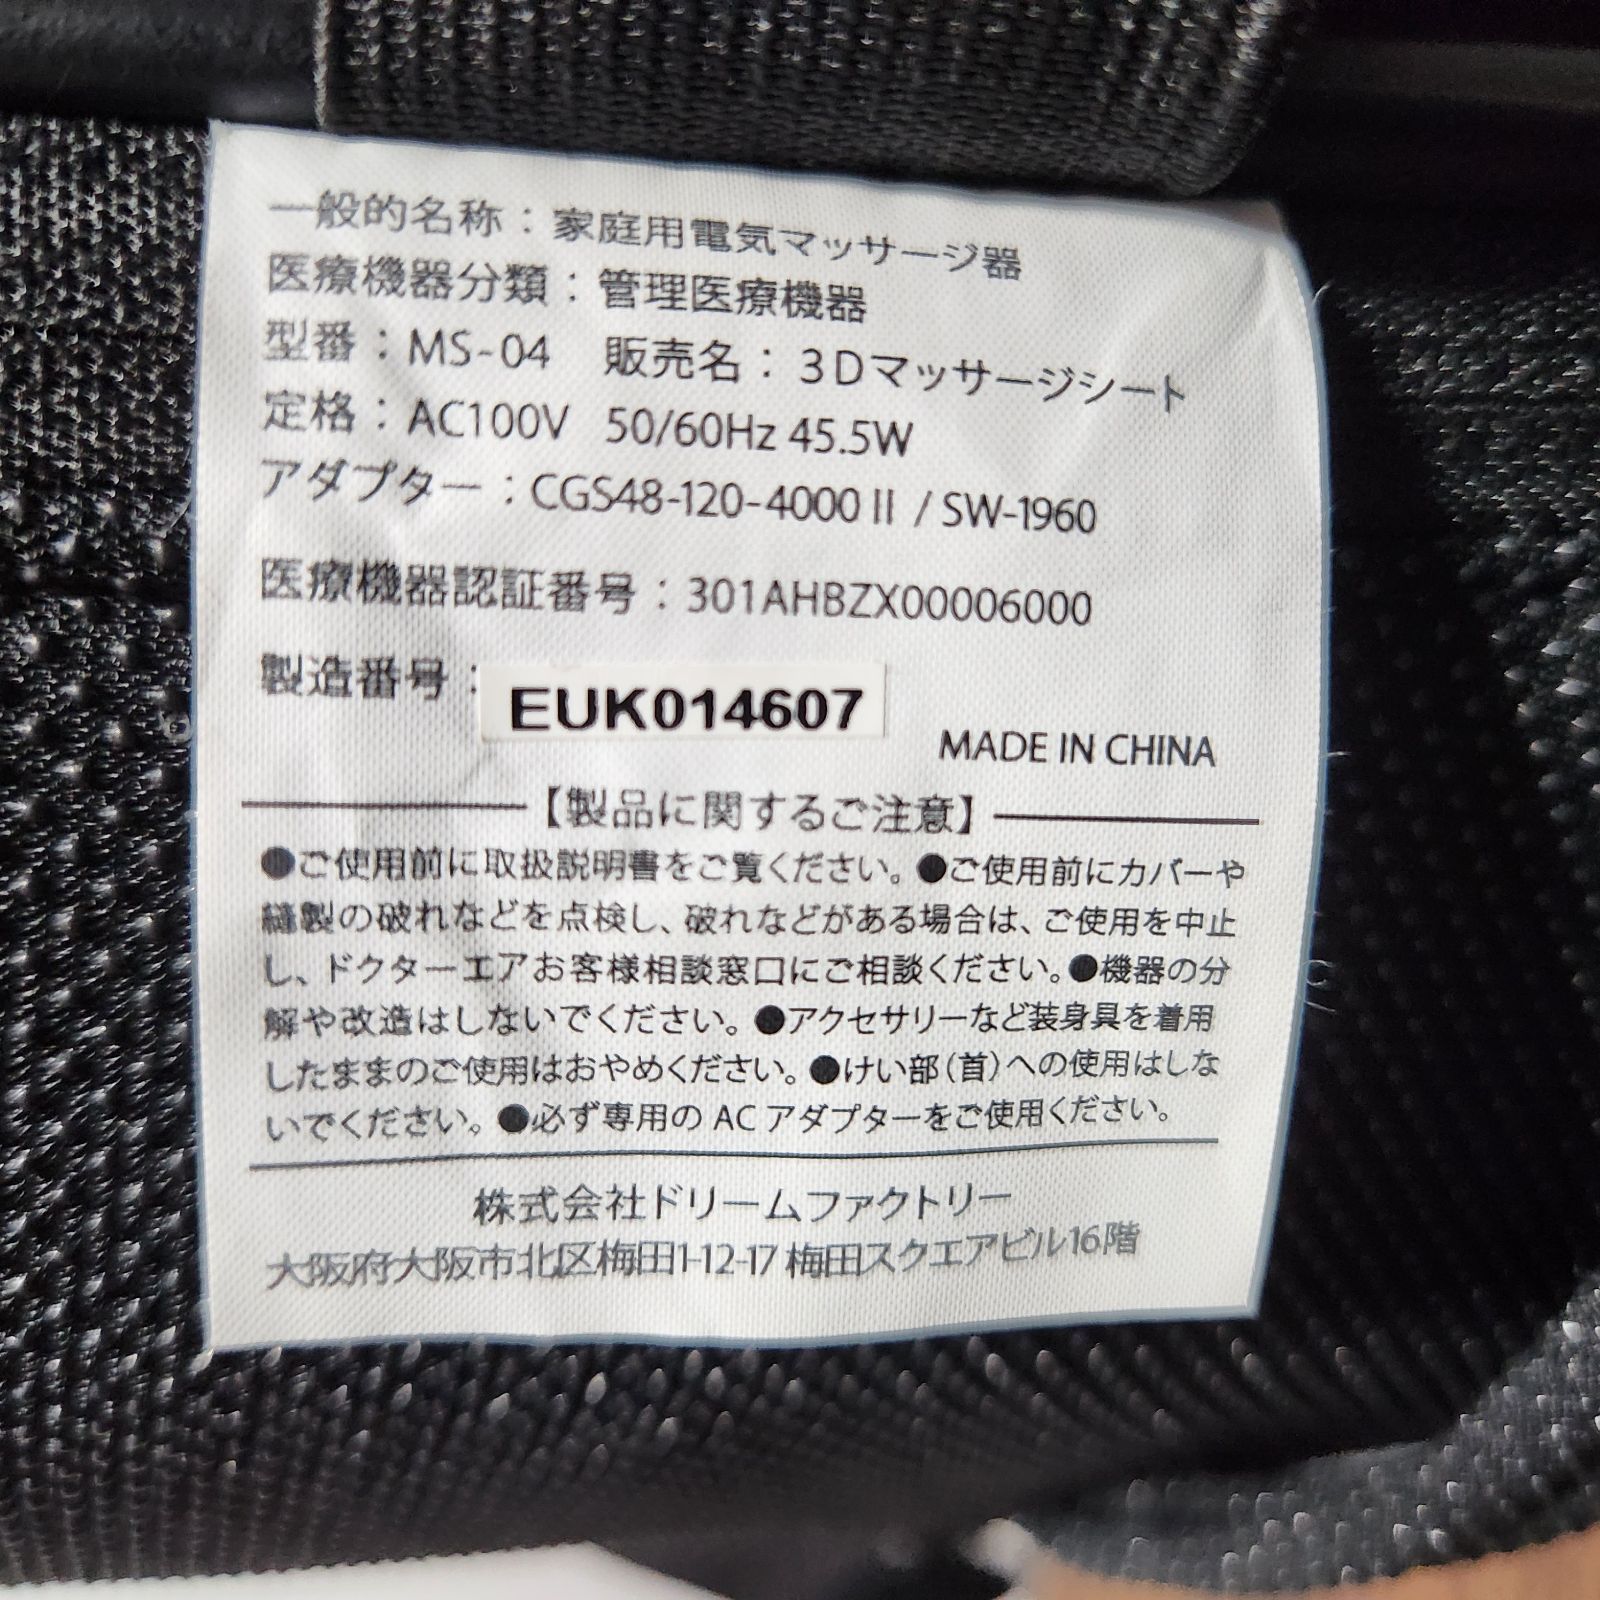 一般的名称：家庭用電気マッサージ器
医療機器分類：管理医療機器
型番：MS-04　販売名：3Dマッサージシート
定格：AC100V　50/60Hz 45.5W
アダプター：CGS48-120-4000 II / SW-1960
医療機器認証番号：301AHBZX00006000
製造番号：EUK014607
MADE IN CHINA
【製品に関するご注意】
●ご使用前に取扱説明書をご覧ください。●ご使用前にカバーや
縫製の破れなどを点検し、破れなどがある場合は、ご使用を中止
し、ドクターエアお客様相談窓口にご相談ください。●機器の分
解や改造はしないでください。●アクセサリーなど装身具を着用
したままのご使用はおやめください。●けい部（首）への使用はしな
いでください。●必ず専用の AC アダプターをご使用ください。
株式会社ドリームファクトリー
大阪府大阪市北区梅田1-12-17 梅田スクエアビル16階